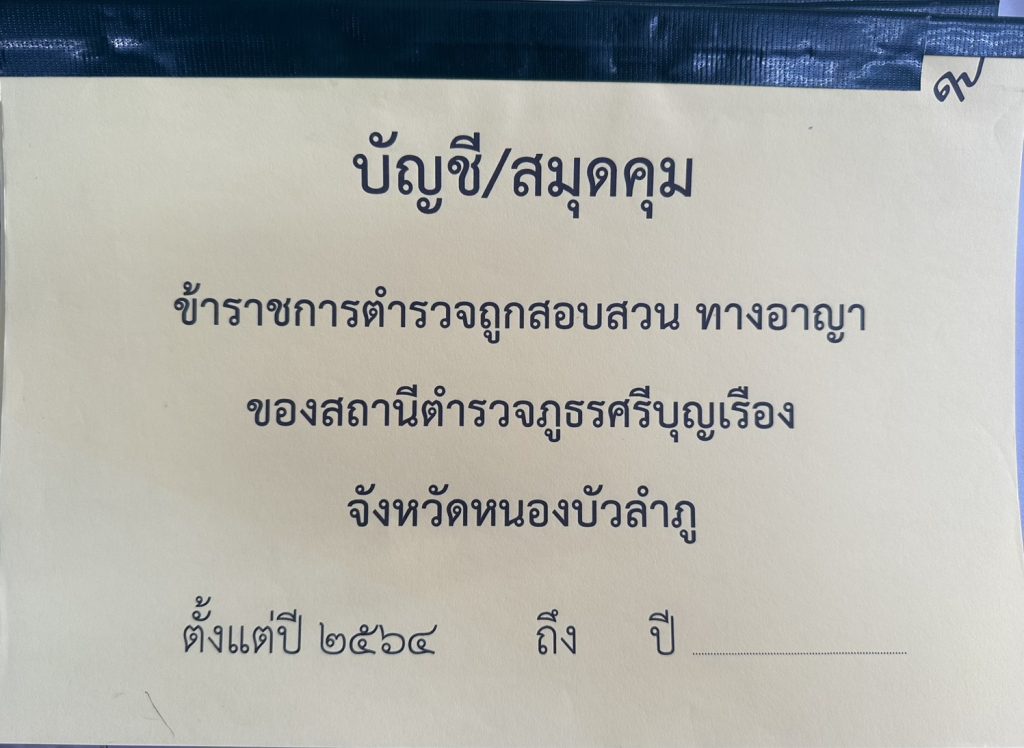 บัญชี/สมุดคุม
ข้าราชการตำรวจถูกสอบสวน ทางอาญา
ของสถานีตำรวจภูธรศรีบุญเรือง
จังหวัดหนองบัวลำภู
ตั้งแต่ปี ๒๕๖๔ ถึง ปี ....................